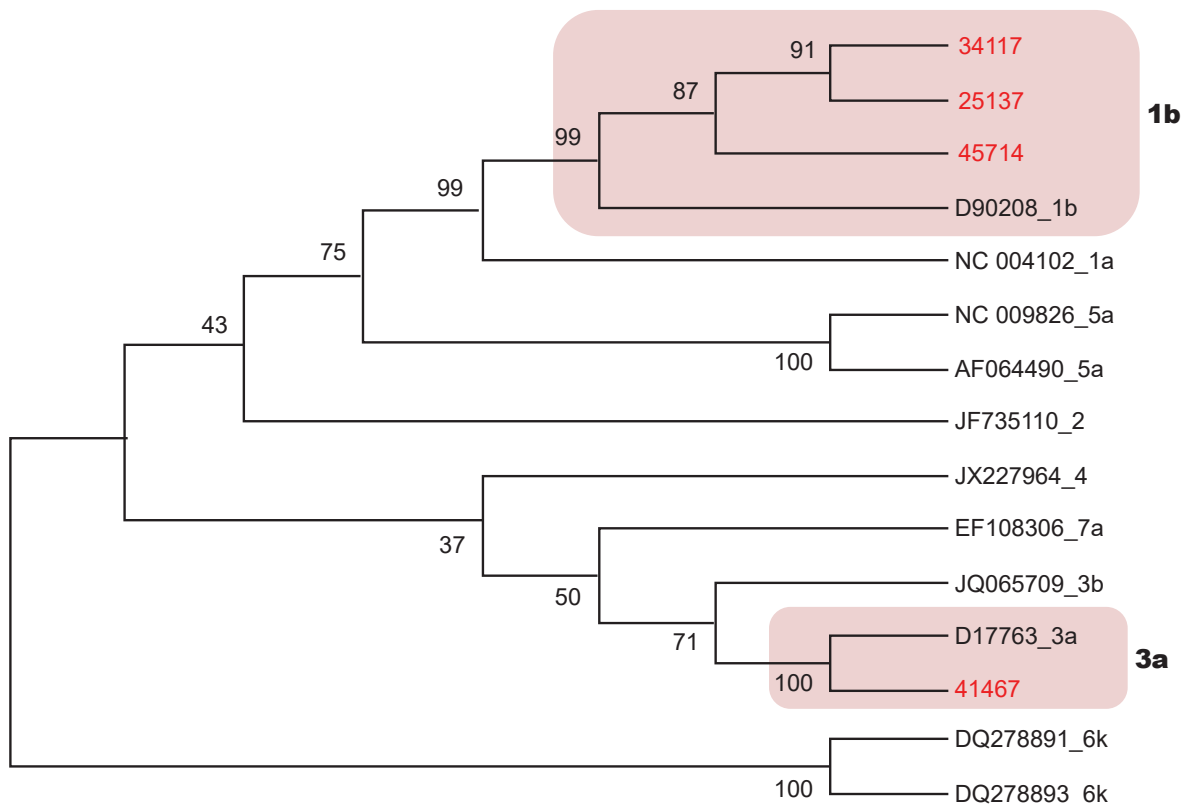 34117
91
25137
87
1b
99
45714
99
D90208_1b
75
NC 004102_1a
NC 009826_5a
43
100
AF064490_5a
JF735110_2
JX227964_4
37
EF108306_7a
50
JQ065709_3b
71
D17763_3a
3a
100
41467
DQ278891_6k
100
DQ278893_6k